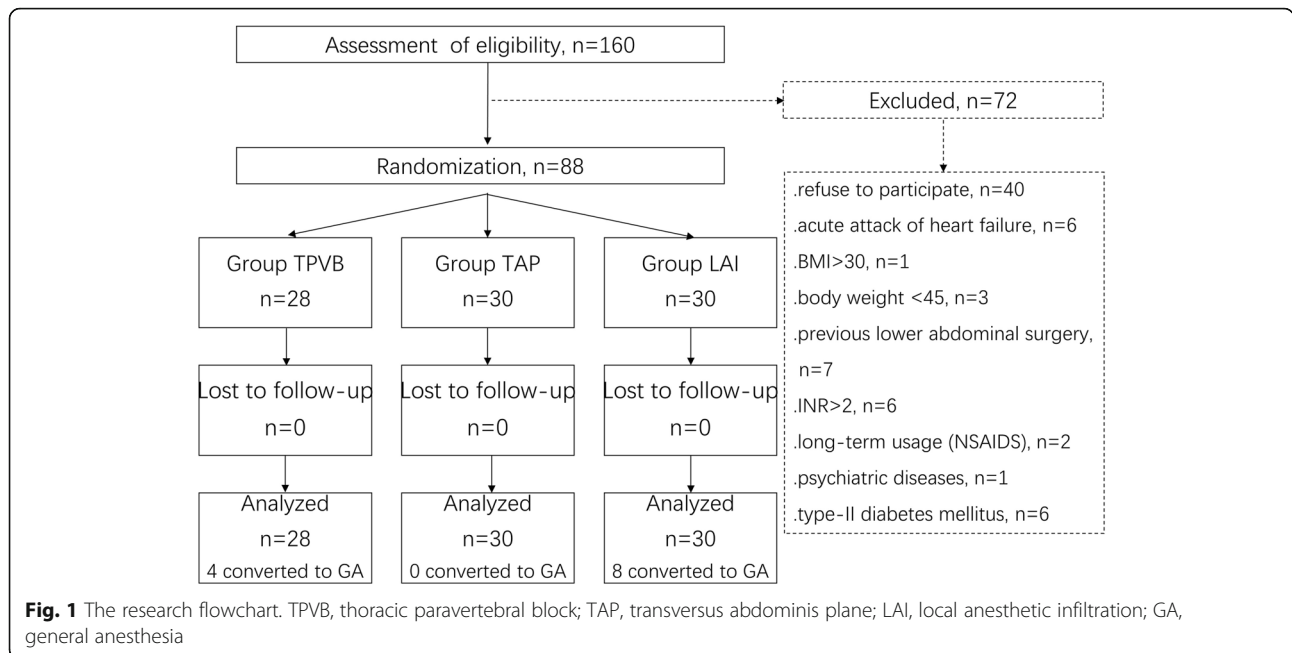 Assessment of eligibility, n=160
Excluded, n=72
Randomization, n=88
.refuse to participate, n=40
.acute attack of heart failure, n=6
.BMI>30, n=1
.body weight <45, n=3
.previous lower abdominal surgery,
n=7
.INR>2, n=6
.long-term usage (NSAIDS), n=2
.psychiatric diseases, n=1
.type-II diabetes mellitus, n=6
Group TPVB
n=28
Group TAP
n=30
Group LAI
n=30
Lost to follow-up
n=0
Lost to follow-up
n=0
Lost to follow-up
n=0
Analyzed
n=28
4 converted to GA
Analyzed
n=30
0 converted to GA
Analyzed
n=30
8 converted to GA
Fig. 1 The research flowchart. TPVB, thoracic paravertebral block; TAP, transversus abdominis plane; LAI, local anesthetic infiltration; GA,
general anesthesia